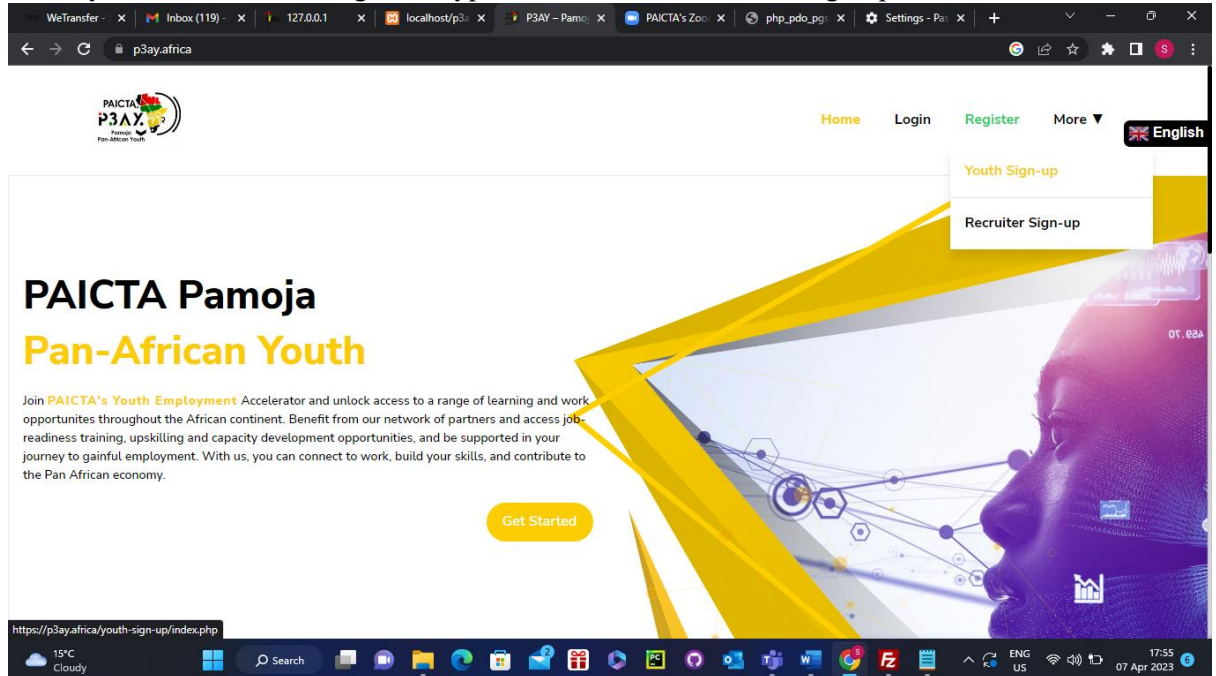 WeTransfer -
Inbox (119) -
127.0.0.1
localhost/p3a
P3AY – Pamoj
PAICTA's Zoo
php_pdo_pgs
Settings - Pas
p3ay.africa
S
PAICTA
P3AY
Pamoja
Pan-African Youth
Home
Login
Register
More ▼
English
Youth Sign-up
Recruiter Sign-up
PAICTA Pamoja
Pan-African Youth
Join PAICTA's Youth Employment Accelerator and unlock access to a range of learning and work
opportunites throughout the African continent. Benefit from our network of partners and access job-
readiness training, upskilling and capacity development opportunities, and be supported in your
journey to gainful employment. With us, you can connect to work, build your skills, and contribute to
the Pan African economy.
Get Started
https://p3ay.africa/youth-sign-up/index.php
15°C
Cloudy
Search
ENG
US
17:55
07 Apr 2023
6